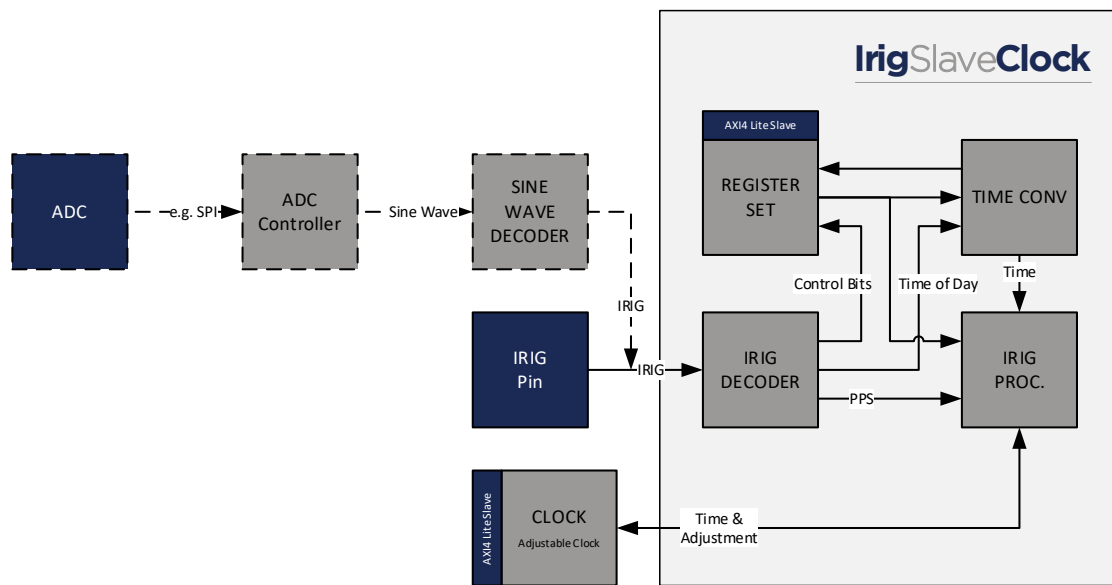 IrigSlaveClock
AXI4 Lite Slave
REGISTER
SET
TIME CONV
ADC
e.g. SPI
ADC
Controller
Sine Wave
SINE
WAVE
DECODER
Control Bits
Time of Day
Time
IRIG
IRIG
Pin
IRIG
IRIG
DECODER
PPS
IRIG
PROC.
AXI4 Lite Slave
CLOCK
Adjustable Clock
Time &
Adjustment